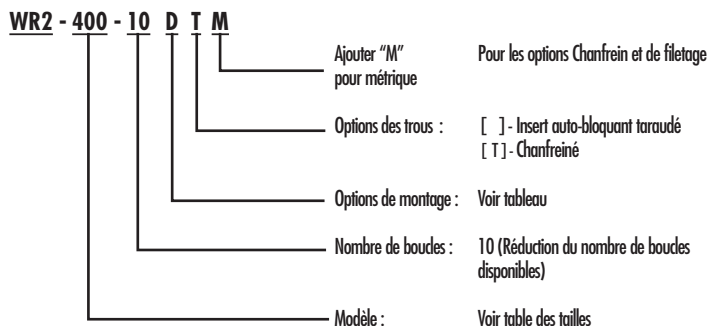 WR2 - 400 - 10 D T M
Ajouter “M” Pour les options Chanfrein et de filetage
pour métrique
Options des trous : [ ] - Insert auto-bloquant taraudé
[ T ] - Chanfreiné
Options de montage : Voir tableau
Nombre de boucles : 10 (Réduction du nombre de boucles
disponibles)
Modèle : Voir table des tailles